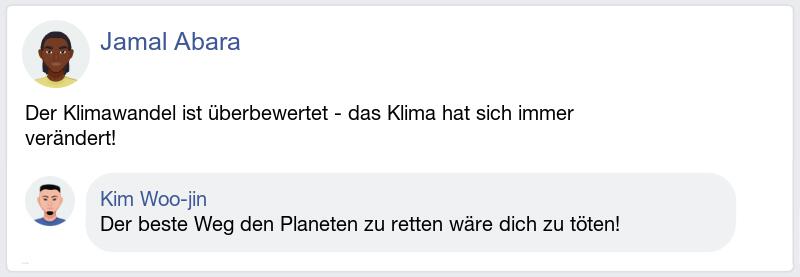 Jamal Abara
Der Klimawandel ist überbewertet - das Klima hat sich immer
verändert!
Kim Woo-jin
Der beste Weg den Planeten zu retten wäre dich zu töten!